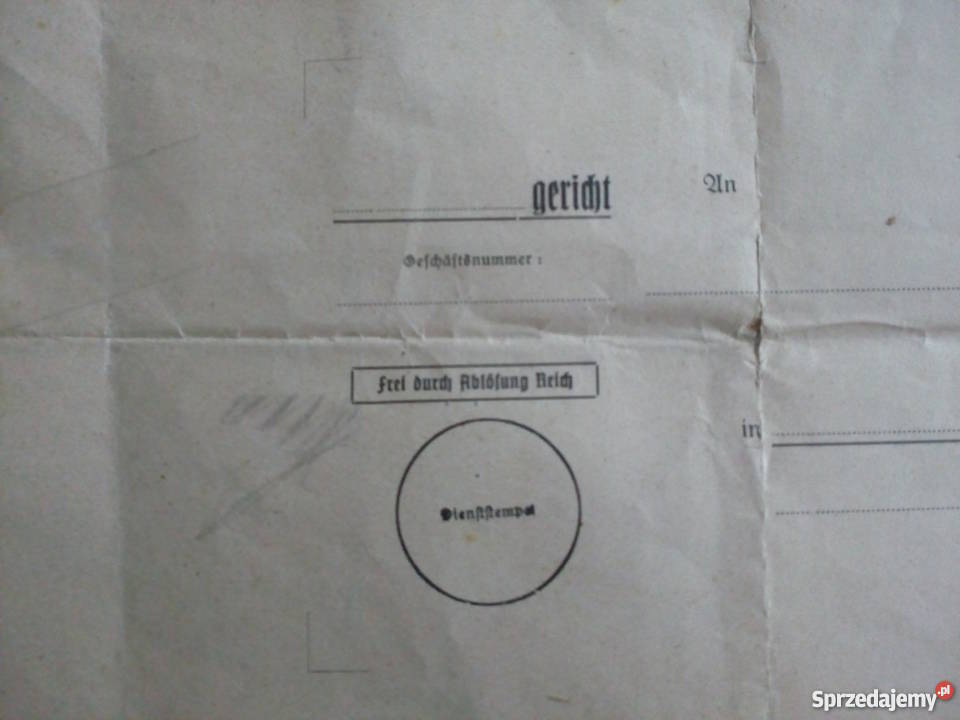 gericht
An
Geschäftsnummer:
Frei durch Ablösung Reich
in
Dienststempel
Sprzedajemy.pl